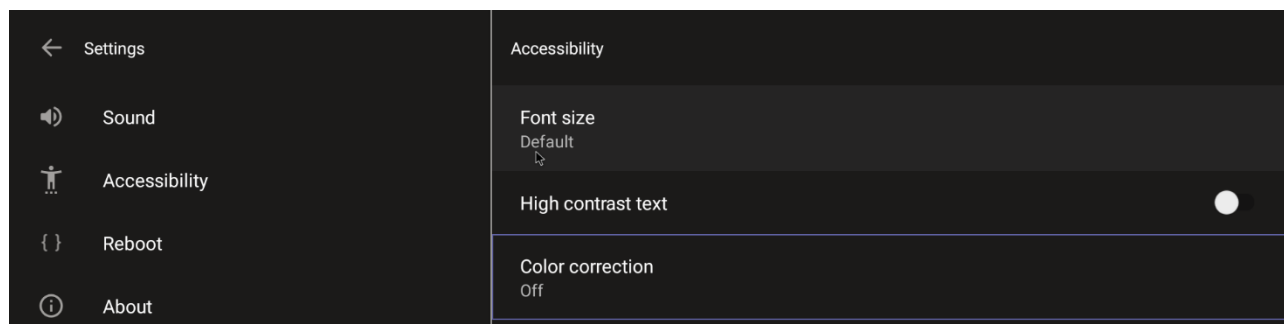 Settings
Sound
Accessibility
{ } Reboot
About
Accessibility
Font size
Default
High contrast text
Color correction
Off